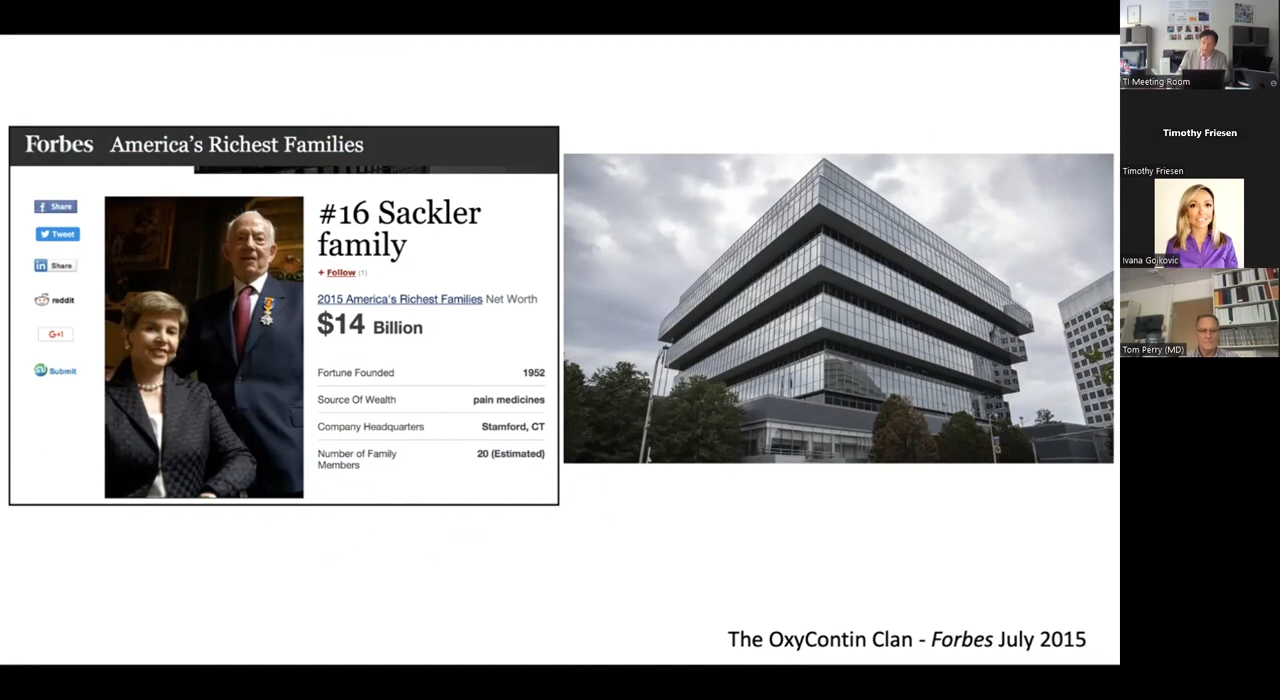 Forbes America's Richest Families
Share
Tweet
Share
reddit
G+1
Submit
#16 Sackler
family
+ Follow (1)
2015 America's Richest Families Net Worth
$14 Billion
Fortune Founded 1952
Source Of Wealth pain medicines
Company Headquarters Stamford, CT
Number of Family 20 (Estimated)
Members
The OxyContin Clan - Forbes July 2015
TI Meeting Room
Timothy Friesen
Timothy Friesen
Ivana Gojkovic
Tom Perry (MD)